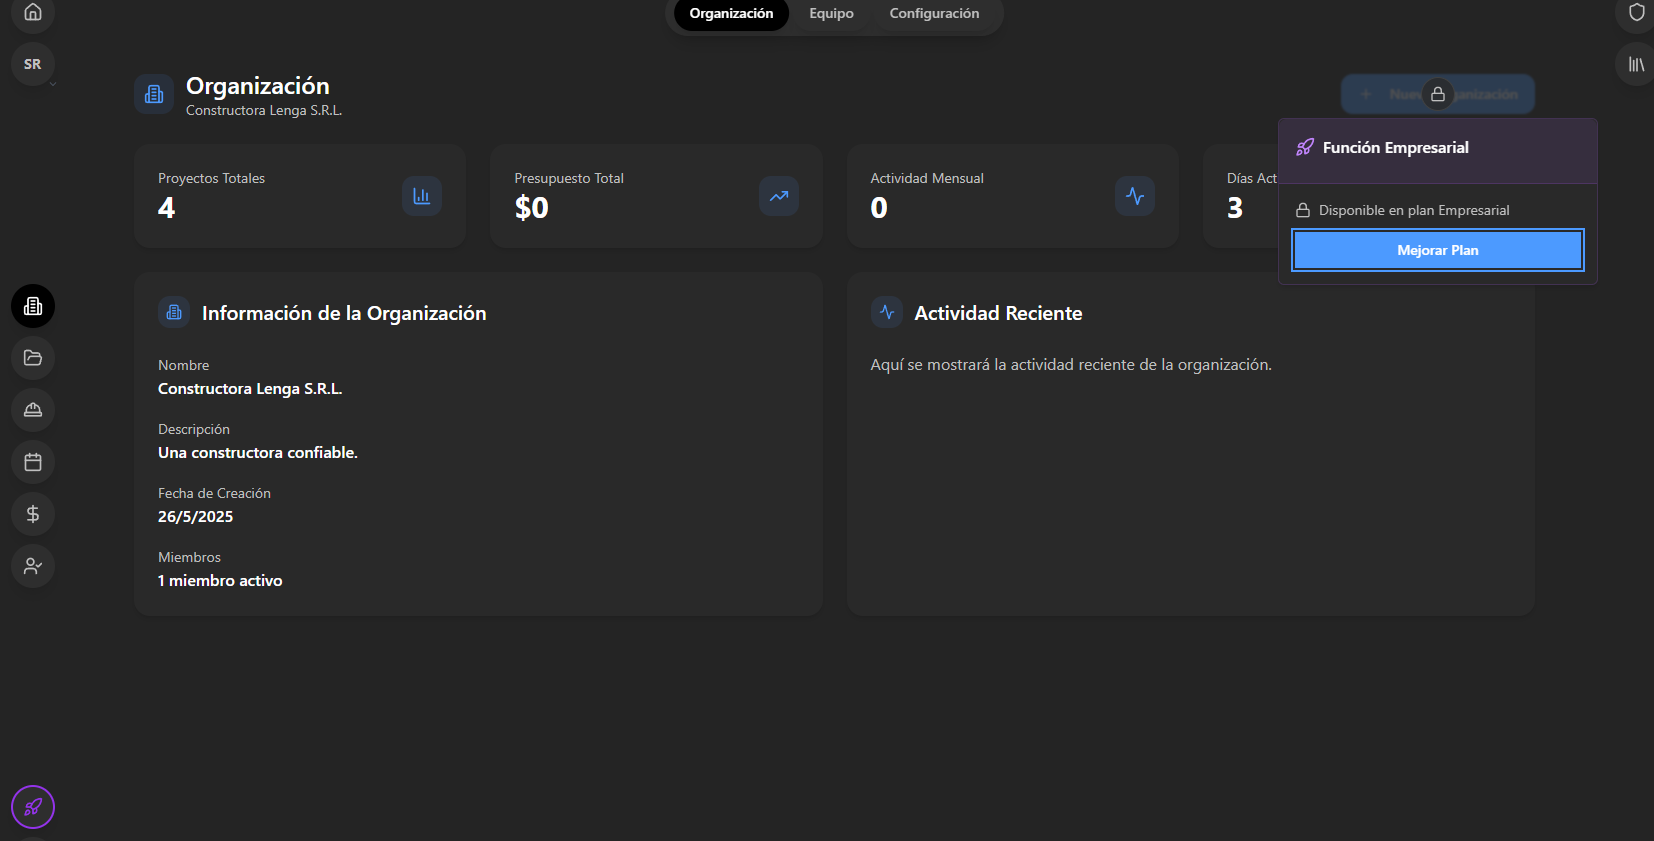 Organización
Equipo
Configuración
SR
Organización
Constructora Lenga S.R.L.
Proyectos Totales
4
Presupuesto Total
$0
Actividad Mensual
0
Días Act
3
Función Empresarial
Disponible en plan Empresarial
Mejorar Plan
Información de la Organización
Nombre
Constructora Lenga S.R.L.
Descripción
Una constructora confiable.
Fecha de Creación
26/5/2025
Miembros
1 miembro activo
Actividad Reciente
Aquí se mostrará la actividad reciente de la organización.